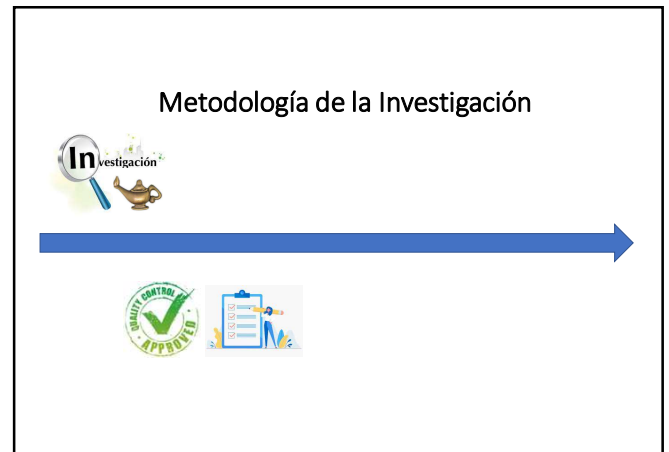 Metodología de la Investigación
Investigación
QUALITY CONTROL
APPROVED